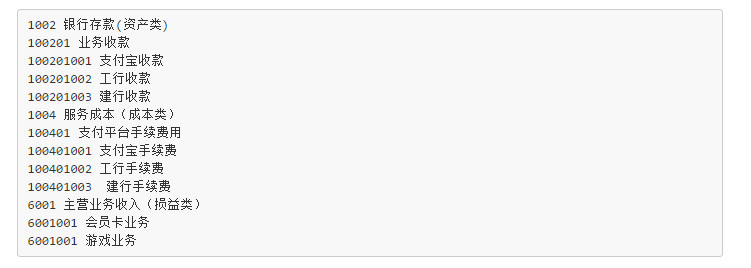 1002 银行存款(资产类)
100201 业务收款
100201001 支付宝收款
100201002 工行收款
100201003 建行收款
1004 服务成本（成本类）
100401 支付平台手续费用
100401001 支付宝手续费
100401002 工行手续费
100401003  建行手续费
6001 主营业务收入（损益类）
6001001 会员卡业务
6001001 游戏业务